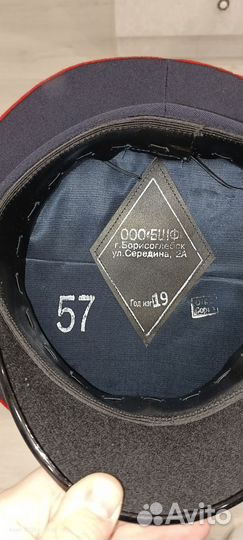 ООО"БШФ"
г.Борисоглебск
ул.Середина, 2А
57
Год изг. 19
Avito